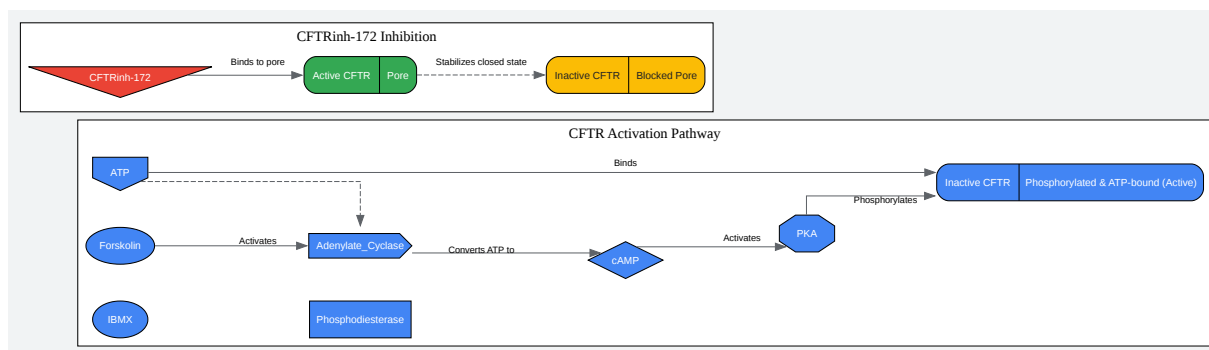 CFTRinh-172 Inhibition
CFTRinh-172
Binds to pore
Active CFTR
Pore
Stabilizes closed state
Inactive CFTR
Blocked Pore
CFTR Activation Pathway
ATP
Binds
Inactive CFTR
Phosphorylated & ATP-bound (Active)
Phosphorylates
Forskolin
Activates
Adenylate_Cyclase
Converts ATP to
cAMP
Activates
PKA
IBMX
Phosphodiesterase